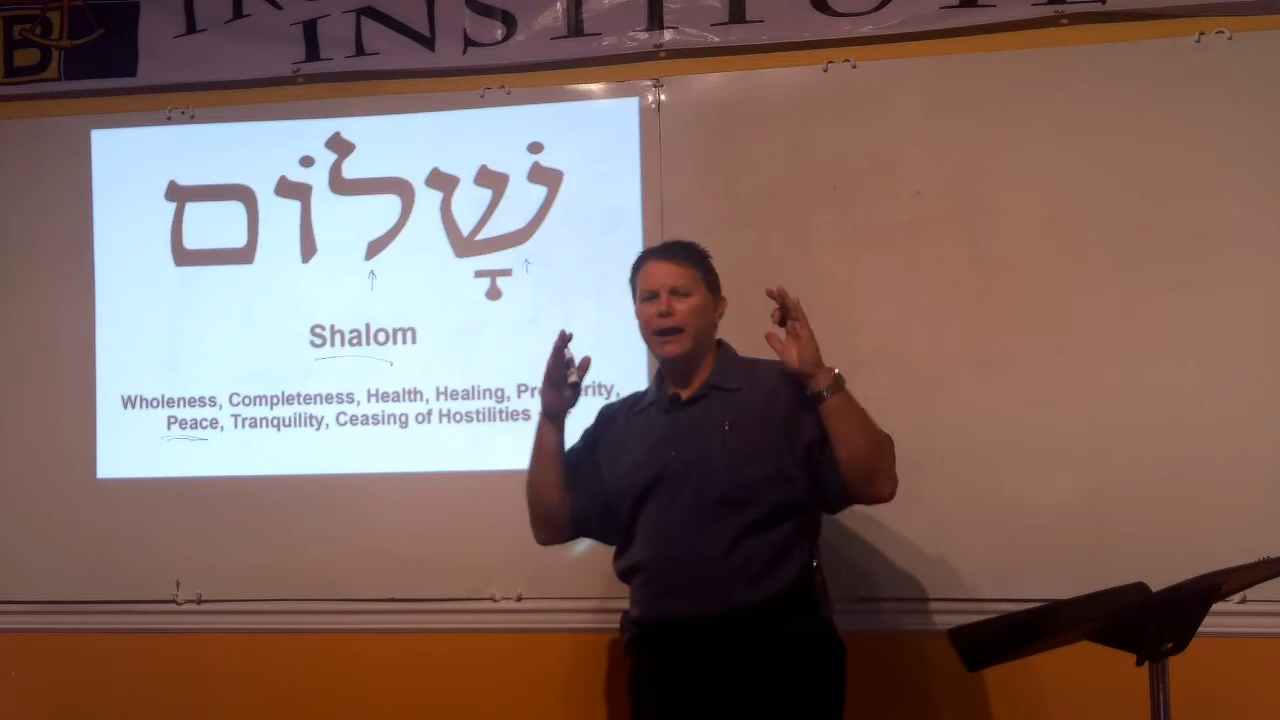 B
INSTITUTE
שָׁלוֹם
Shalom
Wholeness, Completeness, Health, Healing,
Peace, Tranquility, Ceasing of Hostilities